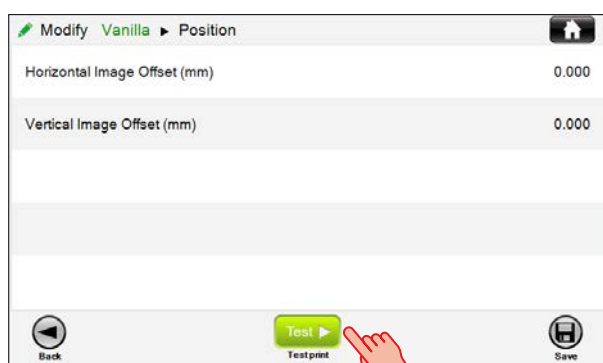 Modify Vanilla ► Position
Horizontal Image Offset (mm) 0.000
Vertical Image Offset (mm) 0.000
Test ►
Back Testprint Save